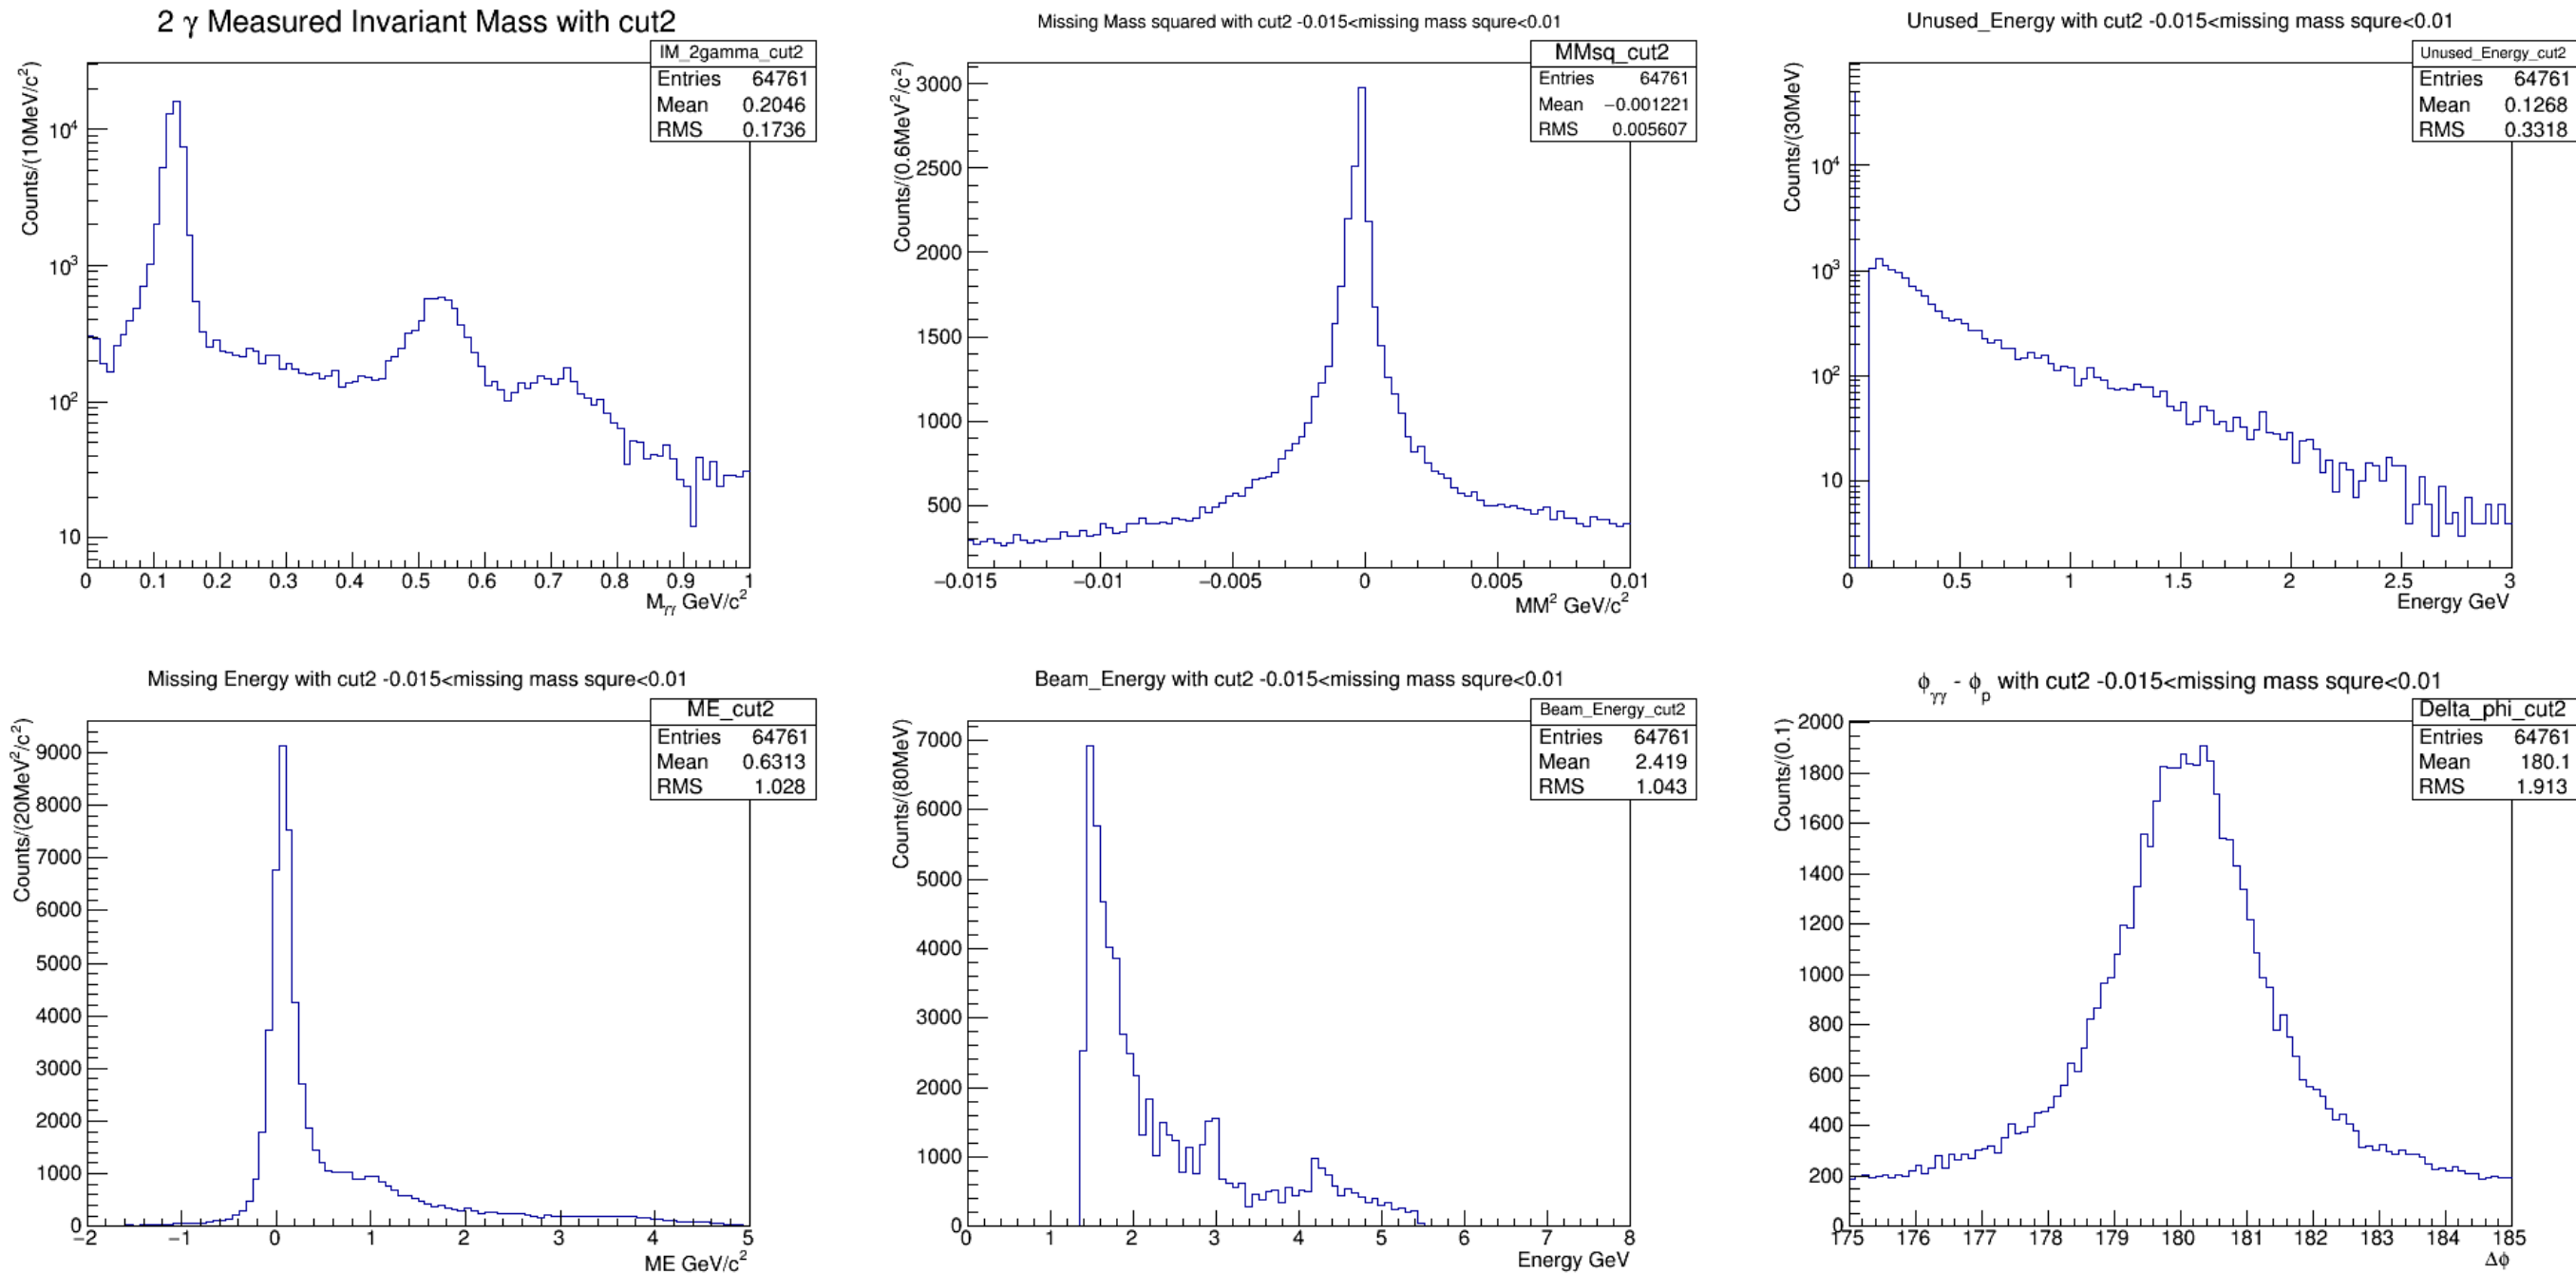 2 γ Measured Invariant Mass with cut2
IM_2gamma_cut2
Entries 64761
Mean 0.2046
RMS 0.1736
Counts/(10MeV/c²)
10⁴
10³
10²
10
0 0.1 0.2 0.3 0.4 0.5 0.6 0.7 0.8 0.9 1
Mγγ GeV/c²
Missing Mass squared with cut2 -0.015<missing mass squre<0.01
MMsq_cut2
Entries 64761
Mean −0.001221
RMS 0.005607
Counts/(0.6MeV²/c²)
3000
2500
2000
1500
1000
500
−0.015 −0.01 −0.005 0 0.005 0.01
MM² GeV/c²
Unused_Energy with cut2 -0.015<missing mass squre<0.01
Unused_Energy_cut2
Entries 64761
Mean 0.1268
RMS 0.3318
Counts/(30MeV)
10⁴
10³
10²
10
0 0.5 1 1.5 2 2.5 3
Energy GeV
Missing Energy with cut2 -0.015<missing mass squre<0.01
ME_cut2
Entries 64761
Mean 0.6313
RMS 1.028
Counts/(20MeV²/c²)
9000
8000
7000
6000
5000
4000
3000
2000
1000
0
−2 −1 0 1 2 3 4 5
ME GeV/c²
Beam_Energy with cut2 -0.015<missing mass squre<0.01
Beam_Energy_cut2
Entries 64761
Mean 2.419
RMS 1.043
Counts/(80MeV)
7000
6000
5000
4000
3000
2000
1000
0
0 1 2 3 4 5 6 7 8
Energy GeV
ϕγγ - ϕp with cut2 -0.015<missing mass squre<0.01
Delta_phi_cut2
Entries 64761
Mean 180.1
RMS 1.913
Counts/(0.1)
2000
1800
1600
1400
1200
1000
800
600
400
200
0
175 176 177 178 179 180 181 182 183 184 185
Δϕ